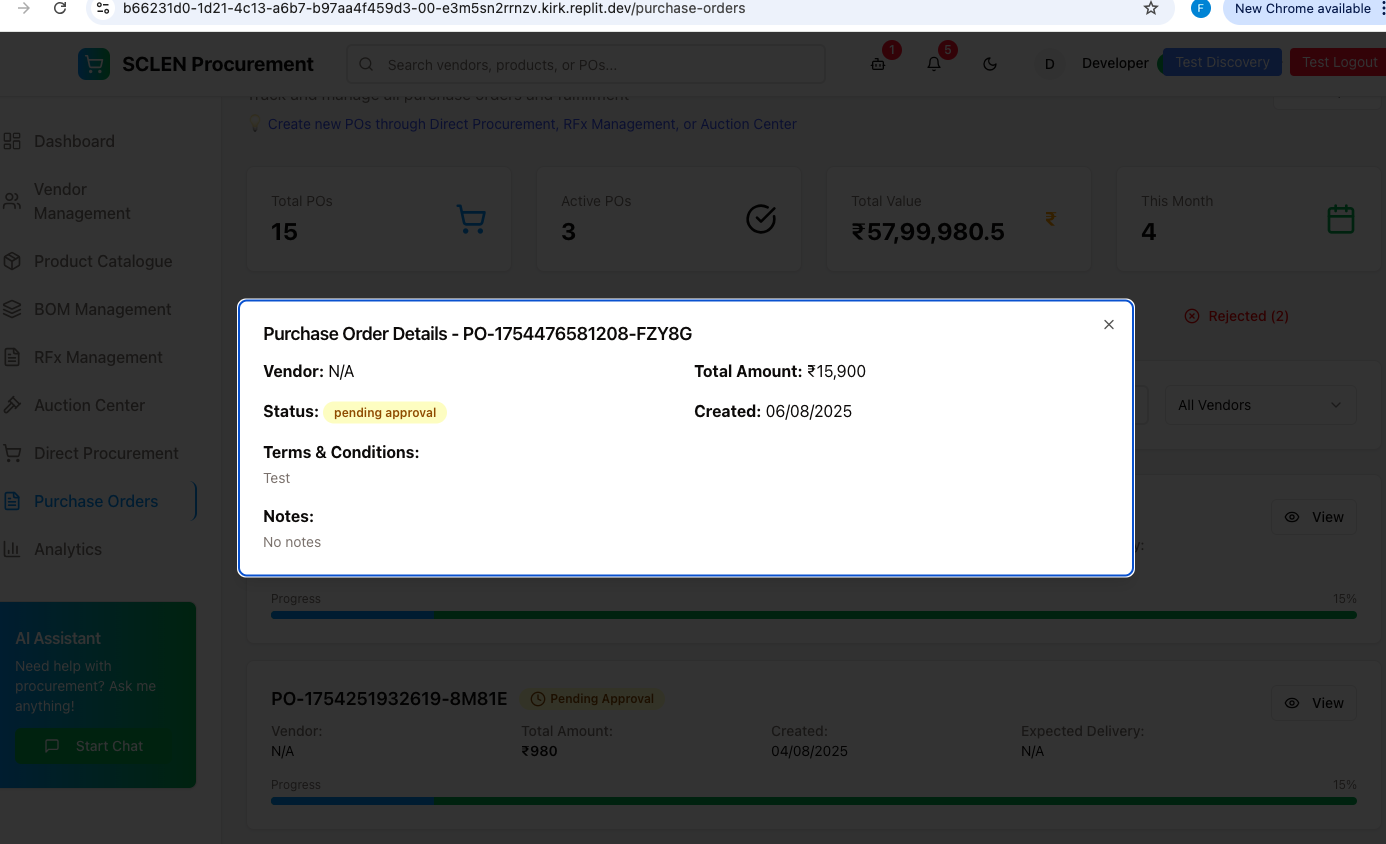 b66231d0-1d21-4c13-a6b7-b97aa4f459d3-00-e3m5sn2rrnzv.kirk.replit.dev/purchase-orders
F
New Chrome available
SCLEN Procurement
Search vendors, products, or POs...
1
5
D
Developer
Test Discovery
Test Logout
Track and manage all purchase orders and fulfillment
💡 Create new POs through Direct Procurement, RFx Management, or Auction Center
Dashboard
Vendor
Management
Product Catalogue
BOM Management
RFx Management
Auction Center
Direct Procurement
Purchase Orders
Analytics
AI Assistant
Need help with
procurement? Ask me
anything!
Start Chat
Total POs
15
Active POs
3
Total Value
₹57,99,980.5
₹
This Month
4
Rejected (2)
All Vendors
Purchase Order Details - PO-1754476581208-FZY8G
Vendor: N/A
Total Amount: ₹15,900
Status: pending approval
Created: 06/08/2025
Terms & Conditions:
Test
Notes:
No notes
View
y:
Progress
15%
PO-1754251932619-8M81E
Pending Approval
View
Vendor:
Total Amount:
Created:
Expected Delivery:
N/A
₹980
04/08/2025
N/A
Progress
15%